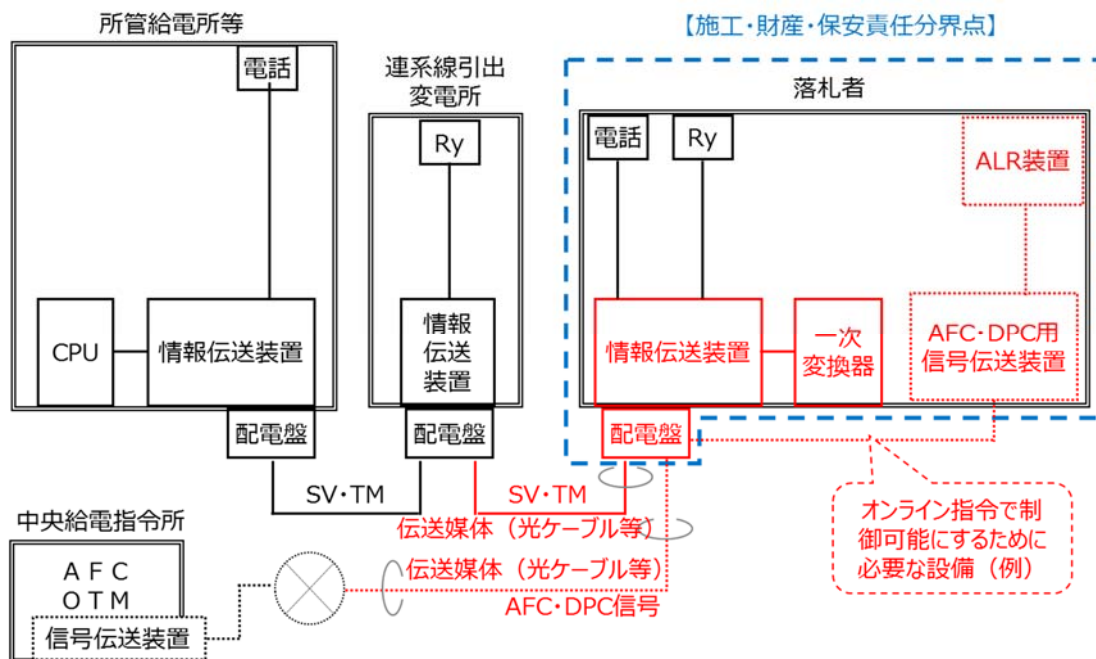 所管給電所等
【施工・財産・保安責任分界点】
電話
連系線引出
変電所
落札者
Ry
電話
Ry
ALR装置
CPU
情報伝送装置
情報
伝送
装置
情報伝送装置
一次
変換器
AFC・DPC用
信号伝送装置
配電盤
配電盤
配電盤
SV・TM
SV・TM
伝送媒体（光ケーブル等）
オンライン指令で制
御可能にするために
必要な設備（例）
中央給電指令所
AFC
OTM
信号伝送装置
伝送媒体（光ケーブル等）
AFC・DPC信号